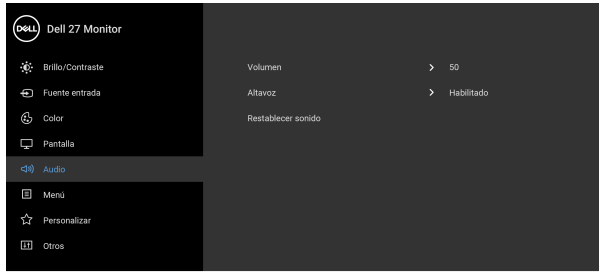 DELL Dell 27 Monitor
Brillo/Contraste
Volumen 50
Fuente entrada
Altavoz Habilitado
Color
Restablecer sonido
Pantalla
Audio
Menú
Personalizar
Otros